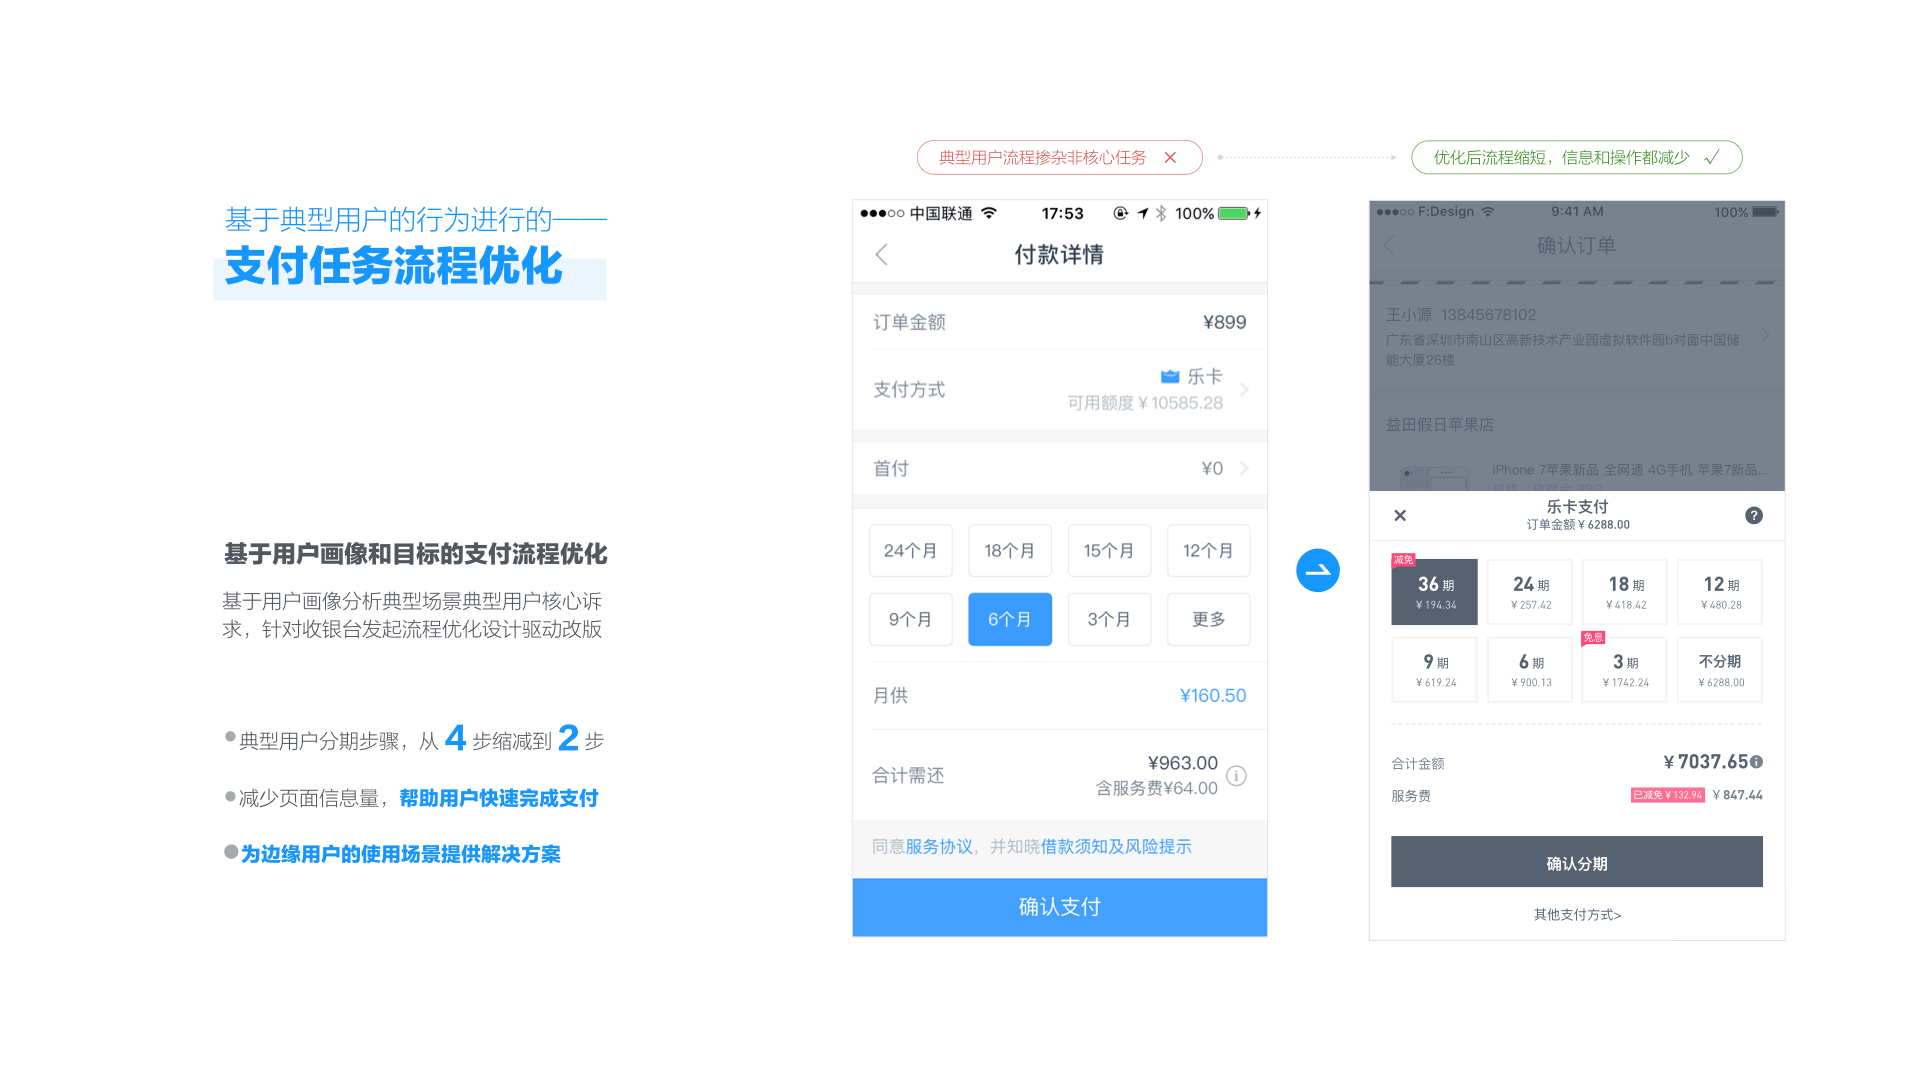 基于典型用户的行为进行的——
支付任务流程优化
基于用户画像和目标的支付流程优化
基于用户画像分析典型场景典型用户核心诉
求，针对收银台发起流程优化设计驱动改版
典型用户分期步骤，从 4 步缩减到 2 步
减少页面信息量，帮助用户快速完成支付
为边缘用户的使用场景提供解决方案
典型用户流程掺杂非核心任务
中国联通 17:53 100%
付款详情
订单金额 ¥899
支付方式 乐卡
可用额度 ¥ 10585.28
首付 ¥0
24个月 18个月 15个月 12个月
9个月 6个月 3个月 更多
月供 ¥160.50
合计需还 ¥963.00
含服务费¥64.00
同意服务协议，并知晓借款须知及风险提示
确认支付
优化后流程缩短，信息和操作都减少
F:Design 9:41 AM 100%
确认订单
王小源 13845678102
广东省深圳市南山区高新技术产业园虚拟软件园b对面中国储
能大厦26楼
益田假日苹果店
iPhone 7苹果新品 全网通 4G手机 苹果7新品...
乐卡支付
订单金额 ¥ 6288.00
减免
36 期 24 期 18 期 12 期
¥ 194.34 ¥ 257.42 ¥ 418.42 ¥ 480.28
免息
9 期 6 期 3 期 不分期
¥ 619.24 ¥ 900.13 ¥ 1742.24 ¥ 6288.00
合计金额 ¥ 7037.65
服务费 已减免 ¥ 132.94 ¥ 847.44
确认分期
其他支付方式>